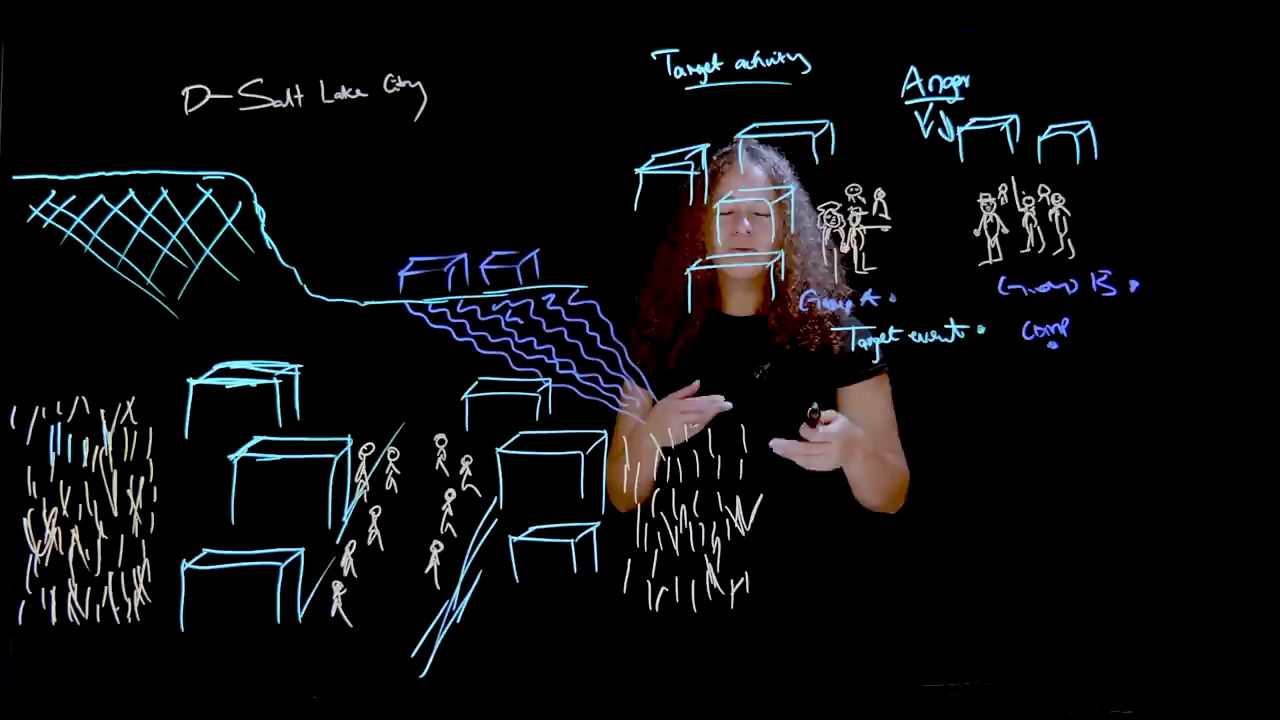 D-Salt Lake City
Target activity
Anger
Group A.
Group B.
Target event.
Comp